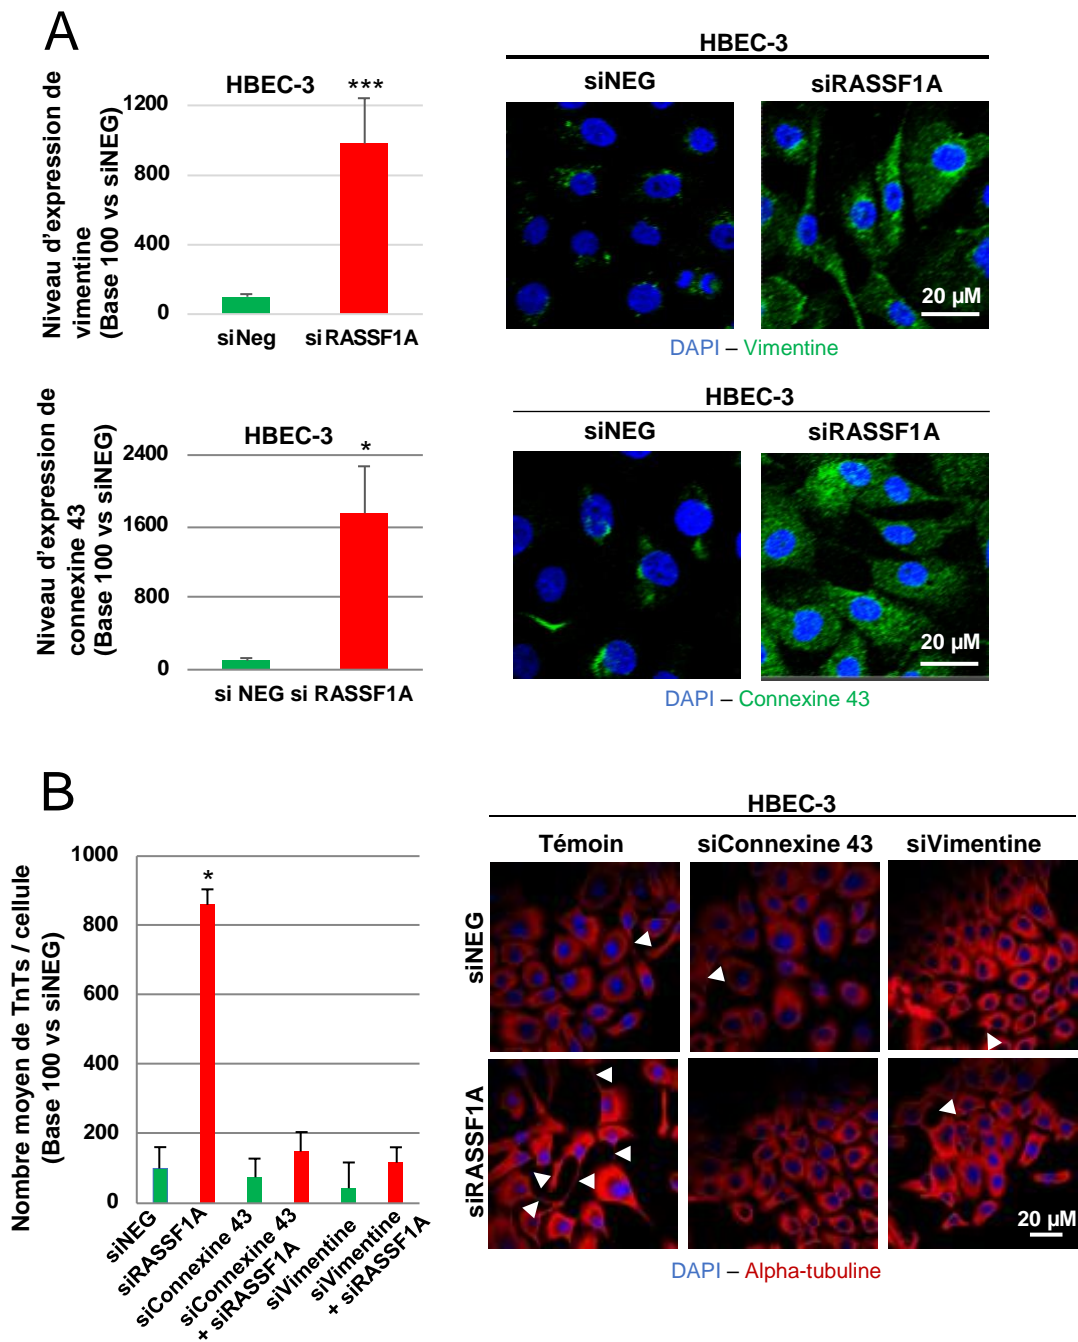 A
Niveau d'expression de
vimentine
(Base 100 vs siNEG)
HBEC-3
***
1200
800
400
0
siNeg
siRASSF1A
HBEC-3
siNEG
siRASSF1A
20 µM
DAPI – Vimentine
Niveau d'expression de
connexine 43
(Base 100 vs siNEG)
HBEC-3
*
2400
1600
800
0
si NEG si RASSF1A
HBEC-3
siNEG
siRASSF1A
20 µM
DAPI – Connexine 43
B
Nombre moyen de TnTs / cellule
(Base 100 vs siNEG)
1000
800
600
400
200
0
*
siNEG
siRASSF1A
siConnexine 43
siConnexine 43
+ siRASSF1A
siVimentine
siVimentine
+ siRASSF1A
HBEC-3
Témoin
siConnexine 43
siVimentine
siNEG
siRASSF1A
20 µM
DAPI – Alpha-tubuline